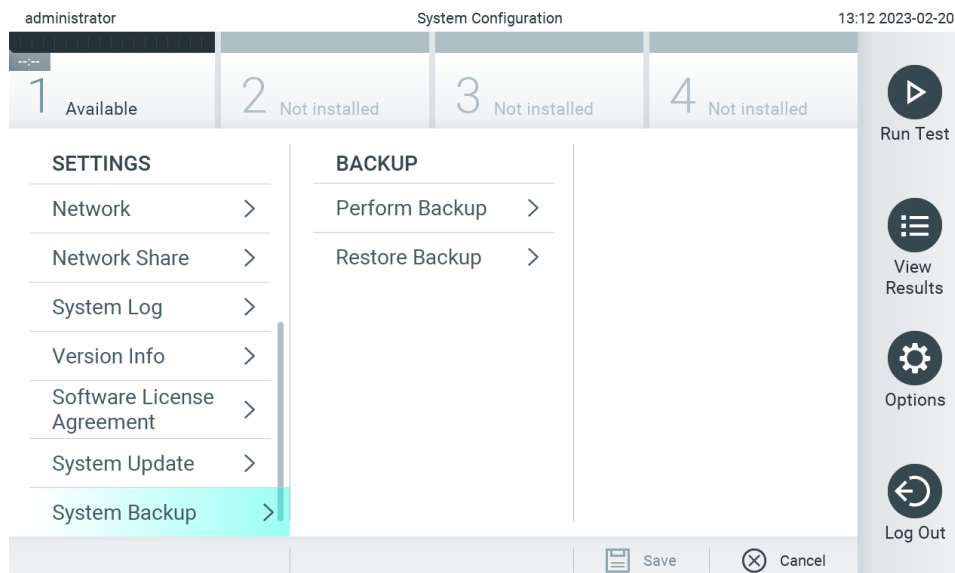 administrator
System Configuration
13:12 2023-02-20
--:--
1 Available
2 Not installed
3 Not installed
4 Not installed
Run Test
SETTINGS
Network
Network Share
System Log
Version Info
Software License
Agreement
System Update
System Backup
BACKUP
Perform Backup
Restore Backup
View
Results
Options
Log Out
Save
Cancel